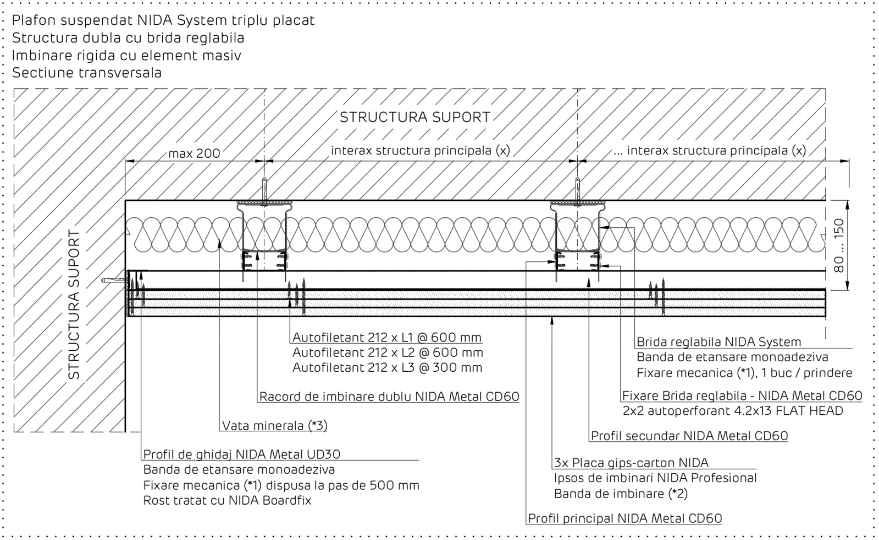 Plafon suspendat NIDA System triplu placat
Structura dubla cu brida reglabila
Imbinare rigida cu element masiv
Sectiune transversala
STRUCTURA SUPORT
max 200
interax structura principala (x)
... interax structura principala (x)
80 ... 150
STRUCTURA SUPORT
Autofiletant 212 x L1 @ 600 mm
Autofiletant 212 x L2 @ 600 mm
Autofiletant 212 x L3 @ 300 mm
Racord de imbinare dublu NIDA Metal CD60
Vata minerala (*3)
Profil de ghidaj NIDA Metal UD30
Banda de etansare monoadeziva
Fixare mecanica (*1) dispusa la pas de 500 mm
Rost tratat cu NIDA Boardfix
Brida reglabila NIDA System
Banda de etansare monoadeziva
Fixare mecanica (*1), 1 buc / prindere
Fixare Brida reglabila - NIDA Metal CD60
2x2 autoperforant 4.2x13 FLAT HEAD
Profil secundar NIDA Metal CD60
3x Placa gips-carton NIDA
Ipsos de imbinari NIDA Profesional
Banda de imbinare (*2)
Profil principal NIDA Metal CD60